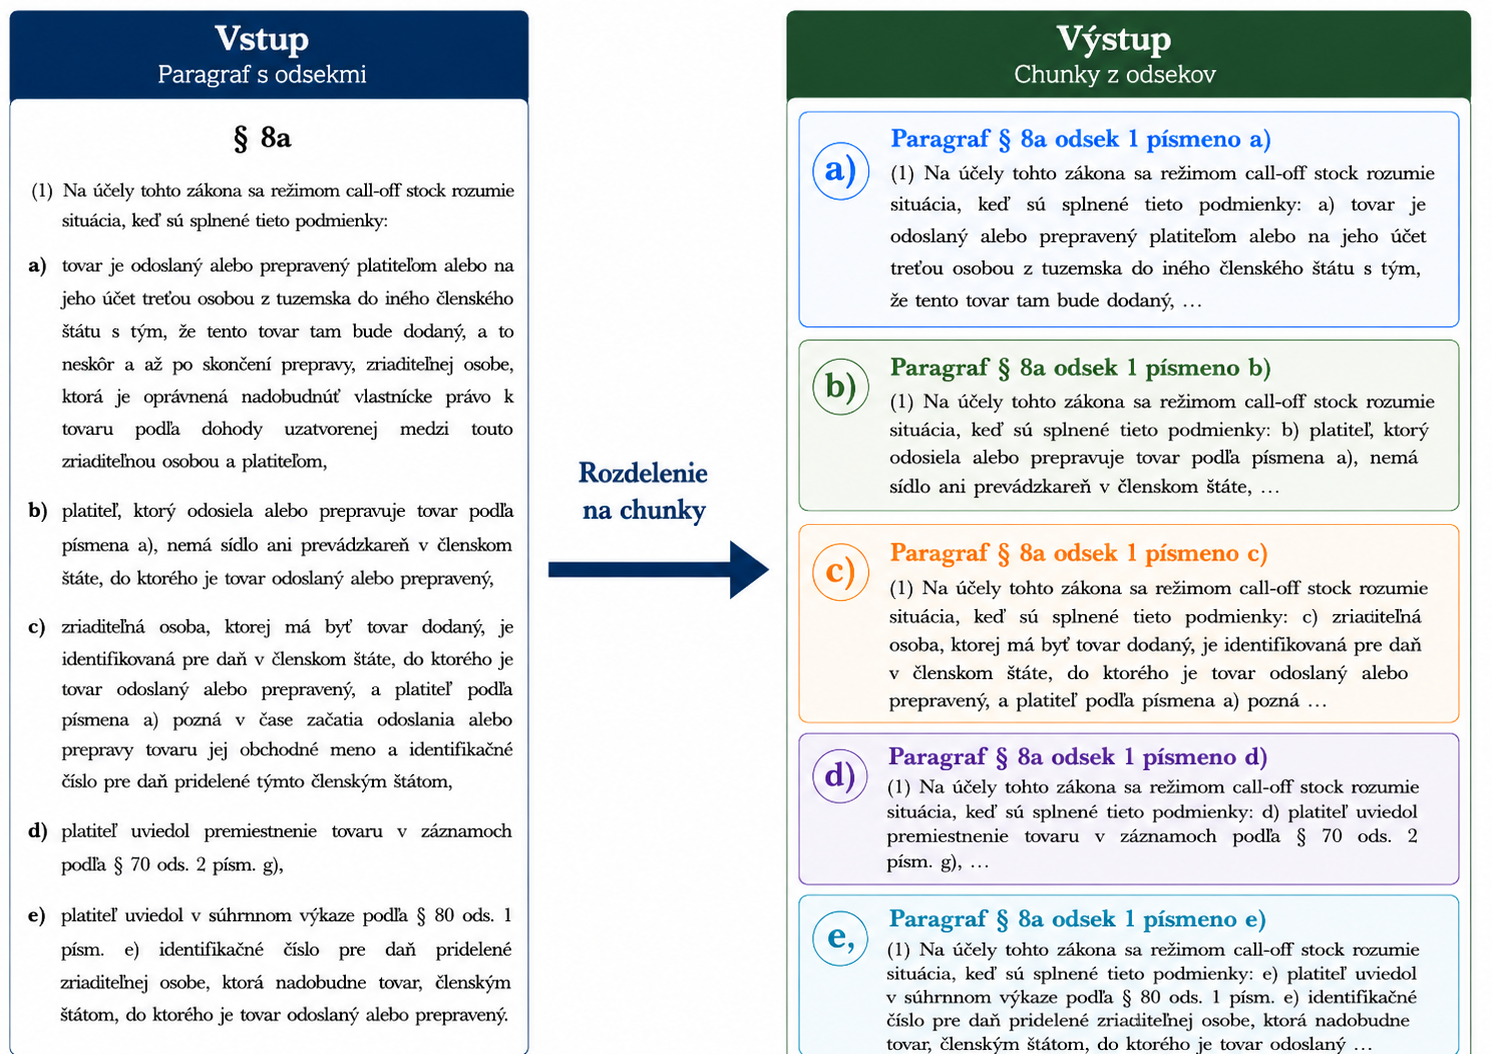 Vstup
Paragraf s odsekmi
§ 8a
(1) Na účely tohto zákona sa režimom call-off stock rozumie
situácia, keď sú splnené tieto podmienky:
a) tovar je odoslaný alebo prepravený platiteľom alebo na
jeho účet treťou osobou z tuzemska do iného členského
štátu s tým, že tento tovar tam bude dodaný, a to
neskôr a až po skončení prepravy, zriaditeľnej osobe,
ktorá je oprávnená nadobudnúť vlastnícke právo k
tovaru podľa dohody uzatvorenej medzi touto
zriaditeľnou osobou a platiteľom,
b) platiteľ, ktorý odosiela alebo prepravuje tovar podľa
písmena a), nemá sídlo ani prevádzkareň v členskom
štáte, do ktorého je tovar odoslaný alebo prepravený,
c) zriaditeľná osoba, ktorej má byť tovar dodaný, je
identifikovaná pre daň v členskom štáte, do ktorého je
tovar odoslaný alebo prepravený, a platiteľ podľa
písmena a) pozná v čase začatia odoslania alebo
prepravy tovaru jej obchodné meno a identifikačné
číslo pre daň pridelené týmto členským štátom,
d) platiteľ uviedol premiestnenie tovaru v záznamoch
podľa § 70 ods. 2 písm. g),
e) platiteľ uviedol v súhrnnom výkaze podľa § 80 ods. 1
písm. e) identifikačné číslo pre daň pridelené
zriaditeľnej osobe, ktorá nadobudne tovar, členským
štátom, do ktorého je tovar odoslaný alebo prepravený.
Rozdelenie
na chunky
Výstup
Chunky z odsekov
a)
Paragraf § 8a odsek 1 písmeno a)
(1) Na účely tohto zákona sa režimom call-off stock rozumie
situácia, keď sú splnené tieto podmienky: a) tovar je
odoslaný alebo prepravený platiteľom alebo na jeho účet
treťou osobou z tuzemska do iného členského štátu s tým,
že tento tovar tam bude dodaný, …
b)
Paragraf § 8a odsek 1 písmeno b)
(1) Na účely tohto zákona sa režimom call-off stock rozumie
situácia, keď sú splnené tieto podmienky: b) platiteľ, ktorý
odosiela alebo prepravuje tovar podľa písmena a), nemá
sídlo ani prevádzkareň v členskom štáte, …
c)
Paragraf § 8a odsek 1 písmeno c)
(1) Na účely tohto zákona sa režimom call-off stock rozumie
situácia, keď sú splnené tieto podmienky: c) zriaditeľná
osoba, ktorej má byť tovar dodaný, je identifikovaná pre daň
v členskom štáte, do ktorého je tovar odoslaný alebo
prepravený, a platiteľ podľa písmena a) pozná …
d)
Paragraf § 8a odsek 1 písmeno d)
(1) Na účely tohto zákona sa režimom call-off stock rozumie
situácia, keď sú splnené tieto podmienky: d) platiteľ uviedol
premiestnenie tovaru v záznamoch podľa § 70 ods. 2
písm. g), …
e,
Paragraf § 8a odsek 1 písmeno e)
(1) Na účely tohto zákona sa režimom call-off stock rozumie
situácia, keď sú splnené tieto podmienky: e) platiteľ uviedol
v súhrnnom výkaze podľa § 80 ods. 1 písm. e) identifikačné
číslo pre daň pridelené zriaditeľnej osobe, ktorá nadobudne
tovar, členským štátom, do ktorého je tovar odoslaný …